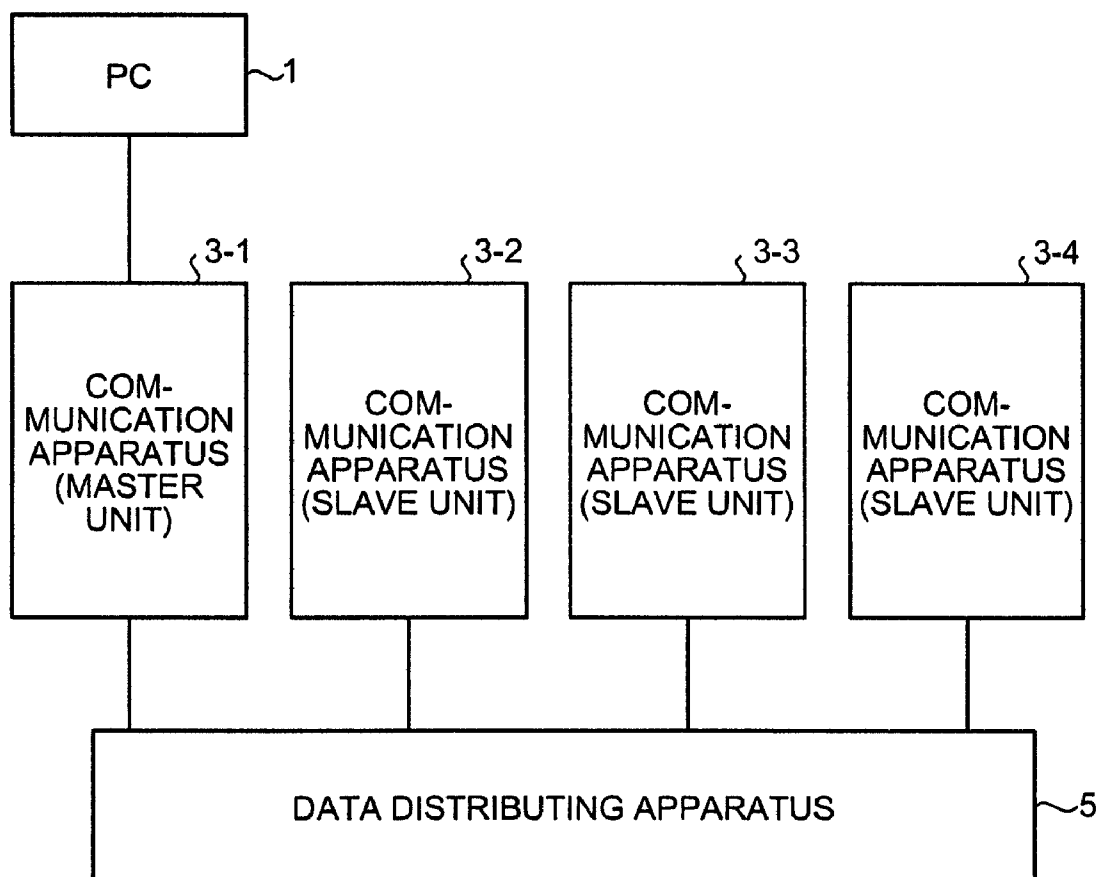 PC
1
3-1
3-2
3-3
3-4
COM-
MUNICATION
APPARATUS
(MASTER
UNIT)
COM-
MUNICATION
APPARATUS
(SLAVE UNIT)
COM-
MUNICATION
APPARATUS
(SLAVE UNIT)
COM-
MUNICATION
APPARATUS
(SLAVE UNIT)
DATA DISTRIBUTING APPARATUS
5